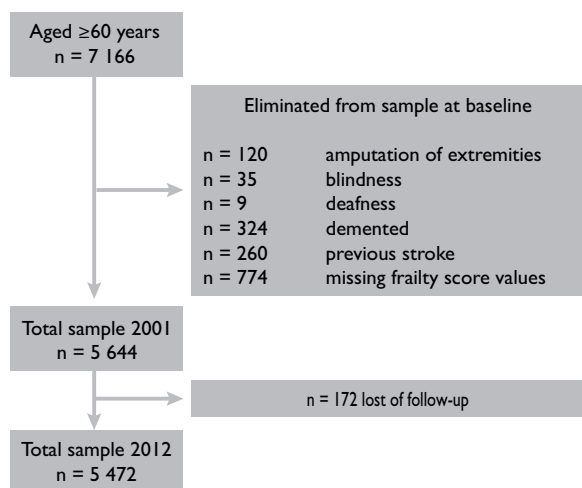 Aged ≥60 years
n = 7 166
Eliminated from sample at baseline
n = 120 amputation of extremities
n = 35 blindness
n = 9 deafness
n = 324 demented
n = 260 previous stroke
n = 774 missing frailty score values
Total sample 2001
n = 5 644
n = 172 lost of follow-up
Total sample 2012
n = 5 472